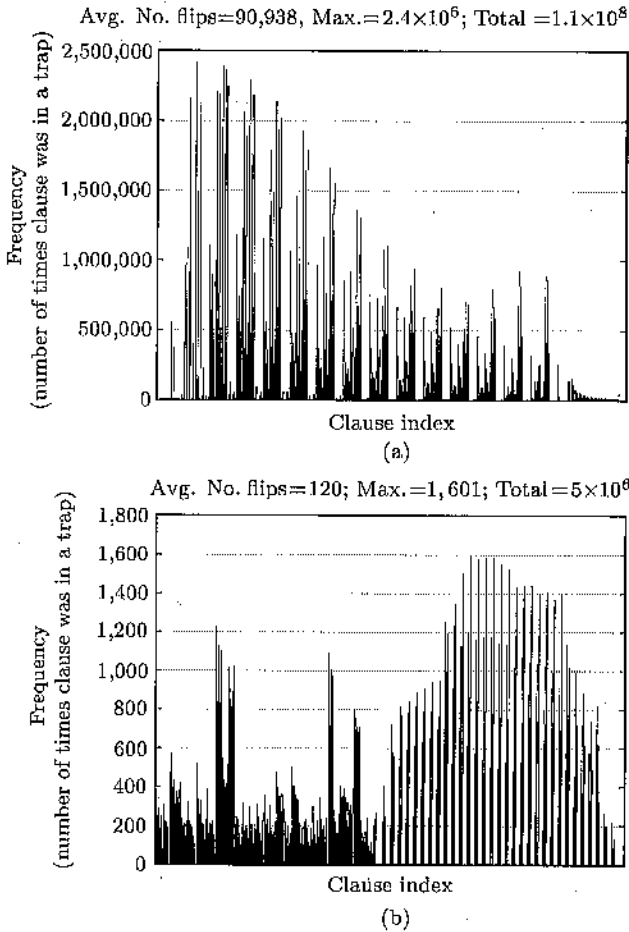 Avg. No. flips=90,938, Max.=2.4×10⁶; Total =1.1×10⁸
2,500,000
2,000,000
1,500,000
1,000,000
500,000
0
Frequency
(number of times clause was in a trap)
Clause index
(a)
Avg. No. flips=120; Max.=1,601; Total=5×10⁶
1,800
1,600
1,400
1,200
1,000
800
600
400
200
0
Frequency
(number of times clause was in a trap)
Clause index
(b)